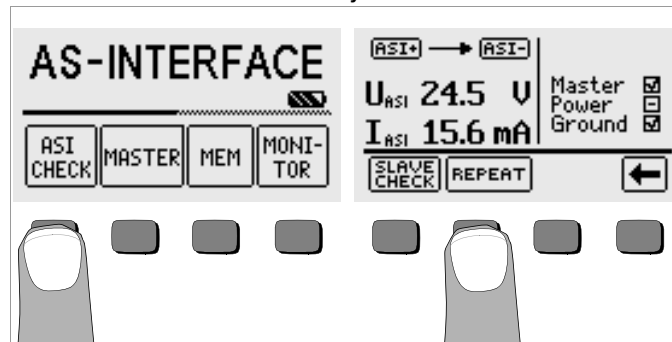 AS-INTERFACE
ASI
CHECK
MASTER
MEM
MONI-
TOR
ASI+ ASI-
UASI 24.5 V
IASI 15.6 mA
Master
Power
Ground
SLAVE
CHECK
REPEAT